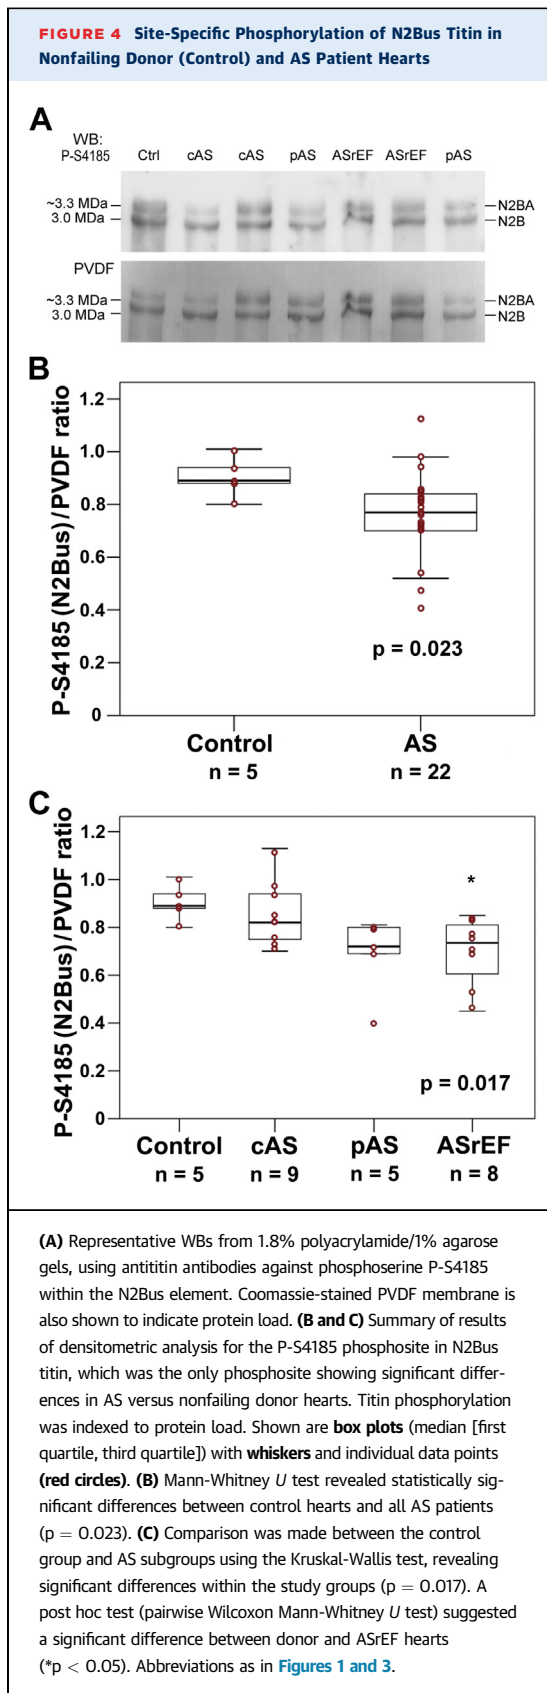 FIGURE 4 Site-Specific Phosphorylation of N2Bus Titin in
Nonfailing Donor (Control) and AS Patient Hearts
A
WB:
P-S4185 Ctrl cAS cAS pAS ASrEF ASrEF pAS
~3.3 MDa N2BA
3.0 MDa N2B
PVDF
~3.3 MDa N2BA
3.0 MDa N2B
B
P-S4185 (N2Bus)/PVDF ratio
1.2
1.0
0.8
0.6
0.4
0.2
0
p = 0.023
Control AS
n = 5 n = 22
C
P-S4185 (N2Bus)/PVDF ratio
1.2
1.0
0.8
0.6
0.4
0.2
0
*
p = 0.017
Control cAS pAS ASrEF
n = 5 n = 9 n = 5 n = 8
(A) Representative WBs from 1.8% polyacrylamide/1% agarose
gels, using antititin antibodies against phosphoserine P-S4185
within the N2Bus element. Coomassie-stained PVDF membrane is
also shown to indicate protein load. (B and C) Summary of results
of densitometric analysis for the P-S4185 phosphosite in N2Bus
titin, which was the only phosphosite showing significant differ-
ences in AS versus nonfailing donor hearts. Titin phosphorylation
was indexed to protein load. Shown are box plots (median [first
quartile, third quartile]) with whiskers and individual data points
(red circles). (B) Mann-Whitney U test revealed statistically sig-
nificant differences between control hearts and all AS patients
(p = 0.023). (C) Comparison was made between the control
group and AS subgroups using the Kruskal-Wallis test, revealing
significant differences within the study groups (p = 0.017). A
post hoc test (pairwise Wilcoxon Mann-Whitney U test) suggested
a significant difference between donor and ASrEF hearts
(*p < 0.05). Abbreviations as in Figures 1 and 3.